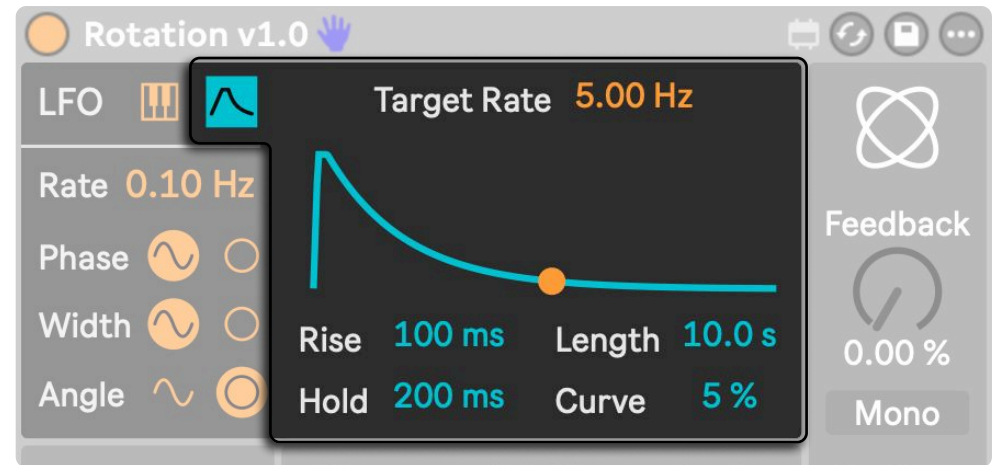 Rotation v1.0
LFO
Target Rate 5.00 Hz
Rate 0.10 Hz
Phase
Width
Angle
Rise 100 ms Length 10.0 s
Hold 200 ms Curve 5 %
Feedback
0.00 %
Mono